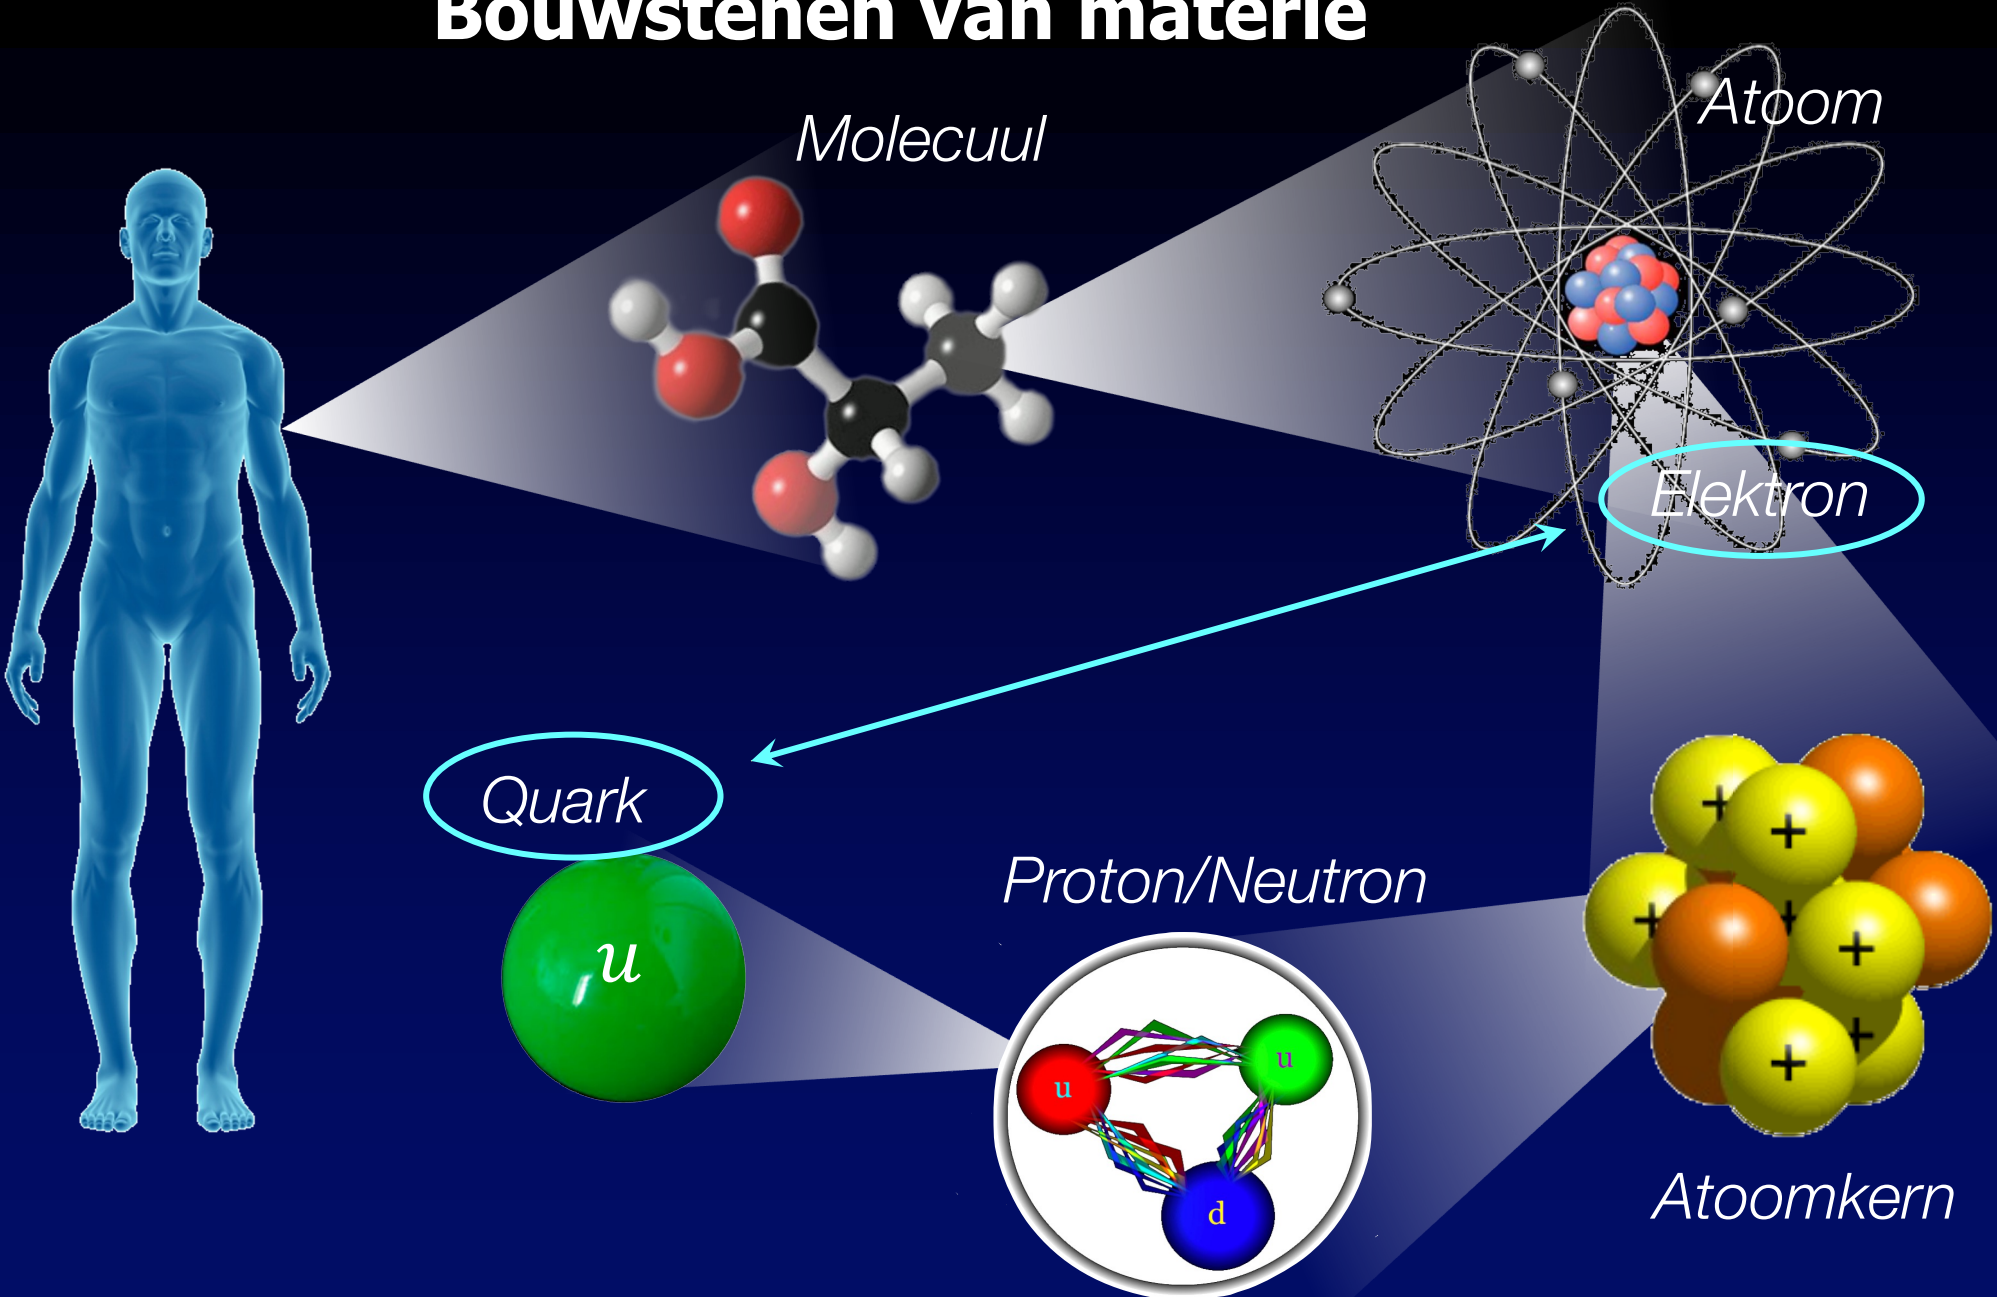 Bouwstenen van materie
Molecuul
Atoom
Elektron
Quark
u
Proton/Neutron
u
u
d
+
+
+
+
+
+
+
Atoomkern